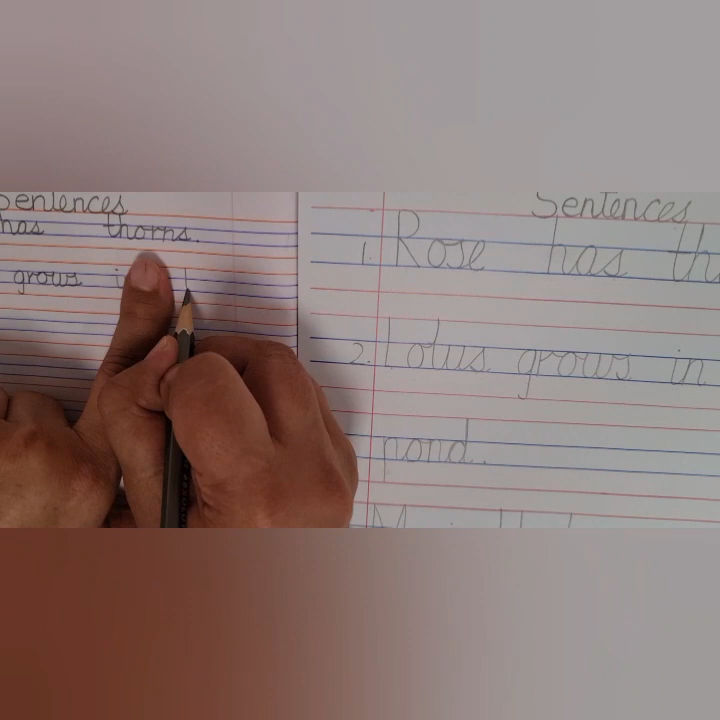 Sentences
has thorns.
grows i
Sentences
1. Rose has th
2. Lotus grows in
pond.